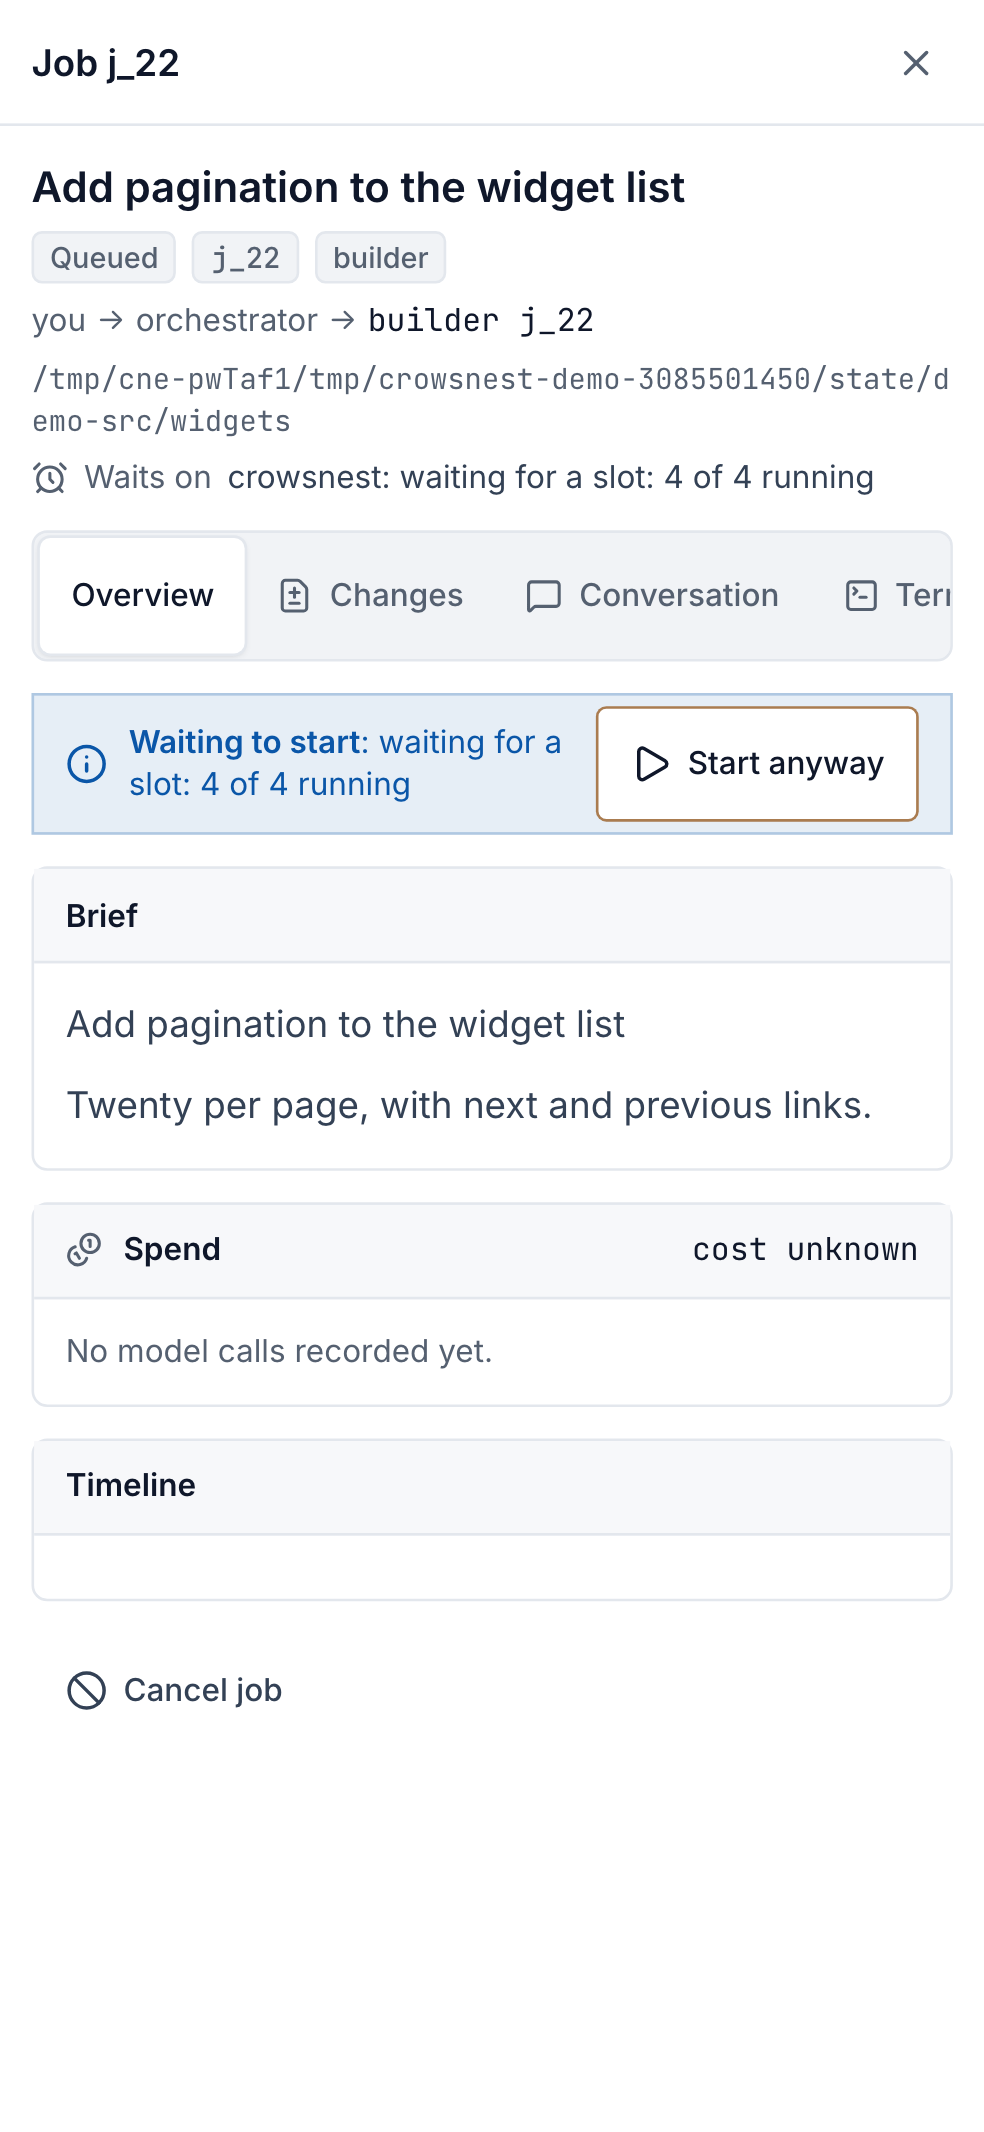 Job j_22
Add pagination to the widget list
Queued j_22 builder
you → orchestrator → builder j_22
/tmp/cne-pwTaf1/tmp/crowsnest-demo-3085501450/state/d
emo-src/widgets
Waits on crowsnest: waiting for a slot: 4 of 4 running
Overview Changes Conversation Terr
Waiting to start: waiting for a
slot: 4 of 4 running
Start anyway
Brief
Add pagination to the widget list
Twenty per page, with next and previous links.
Spend cost unknown
No model calls recorded yet.
Timeline
Cancel job